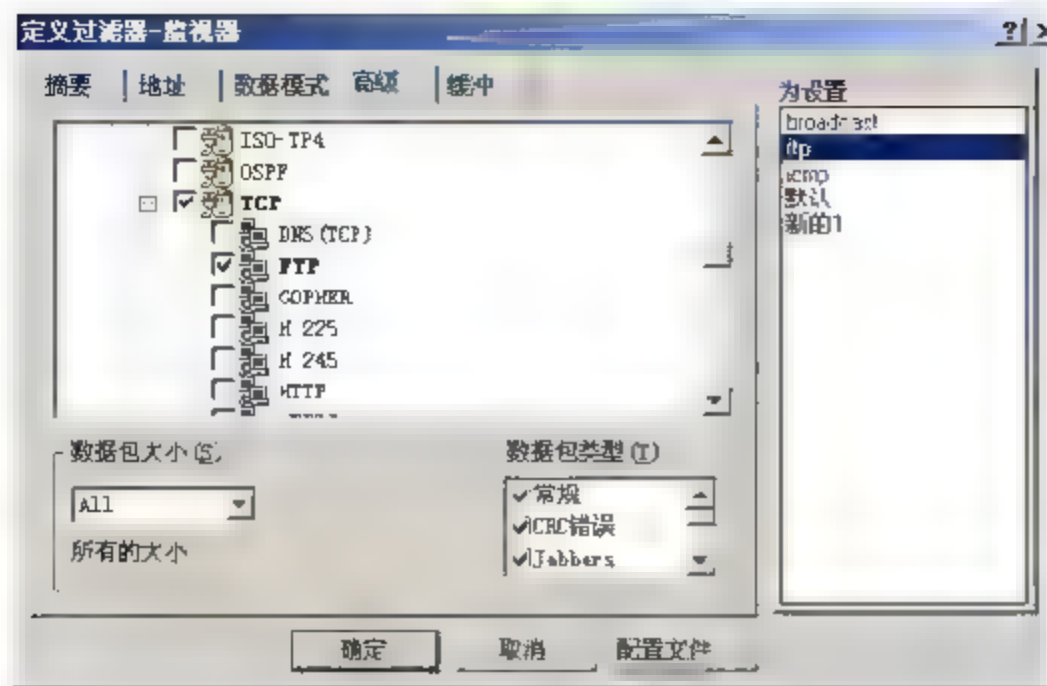 定义过滤器-监视器
摘要 地址 数据模式 高级 缓冲
为设置
ISO-TP4
OSPF
TCP
DNS(TCP)
FTP
GOPHER
H 225
H 245
HTTP
数据包大小(S)
All
所有的大小
数据包类型(T)
常规
CRC错误
Jabbers
broadcast
ftp
默认
新的1
确定 取消 配置文件